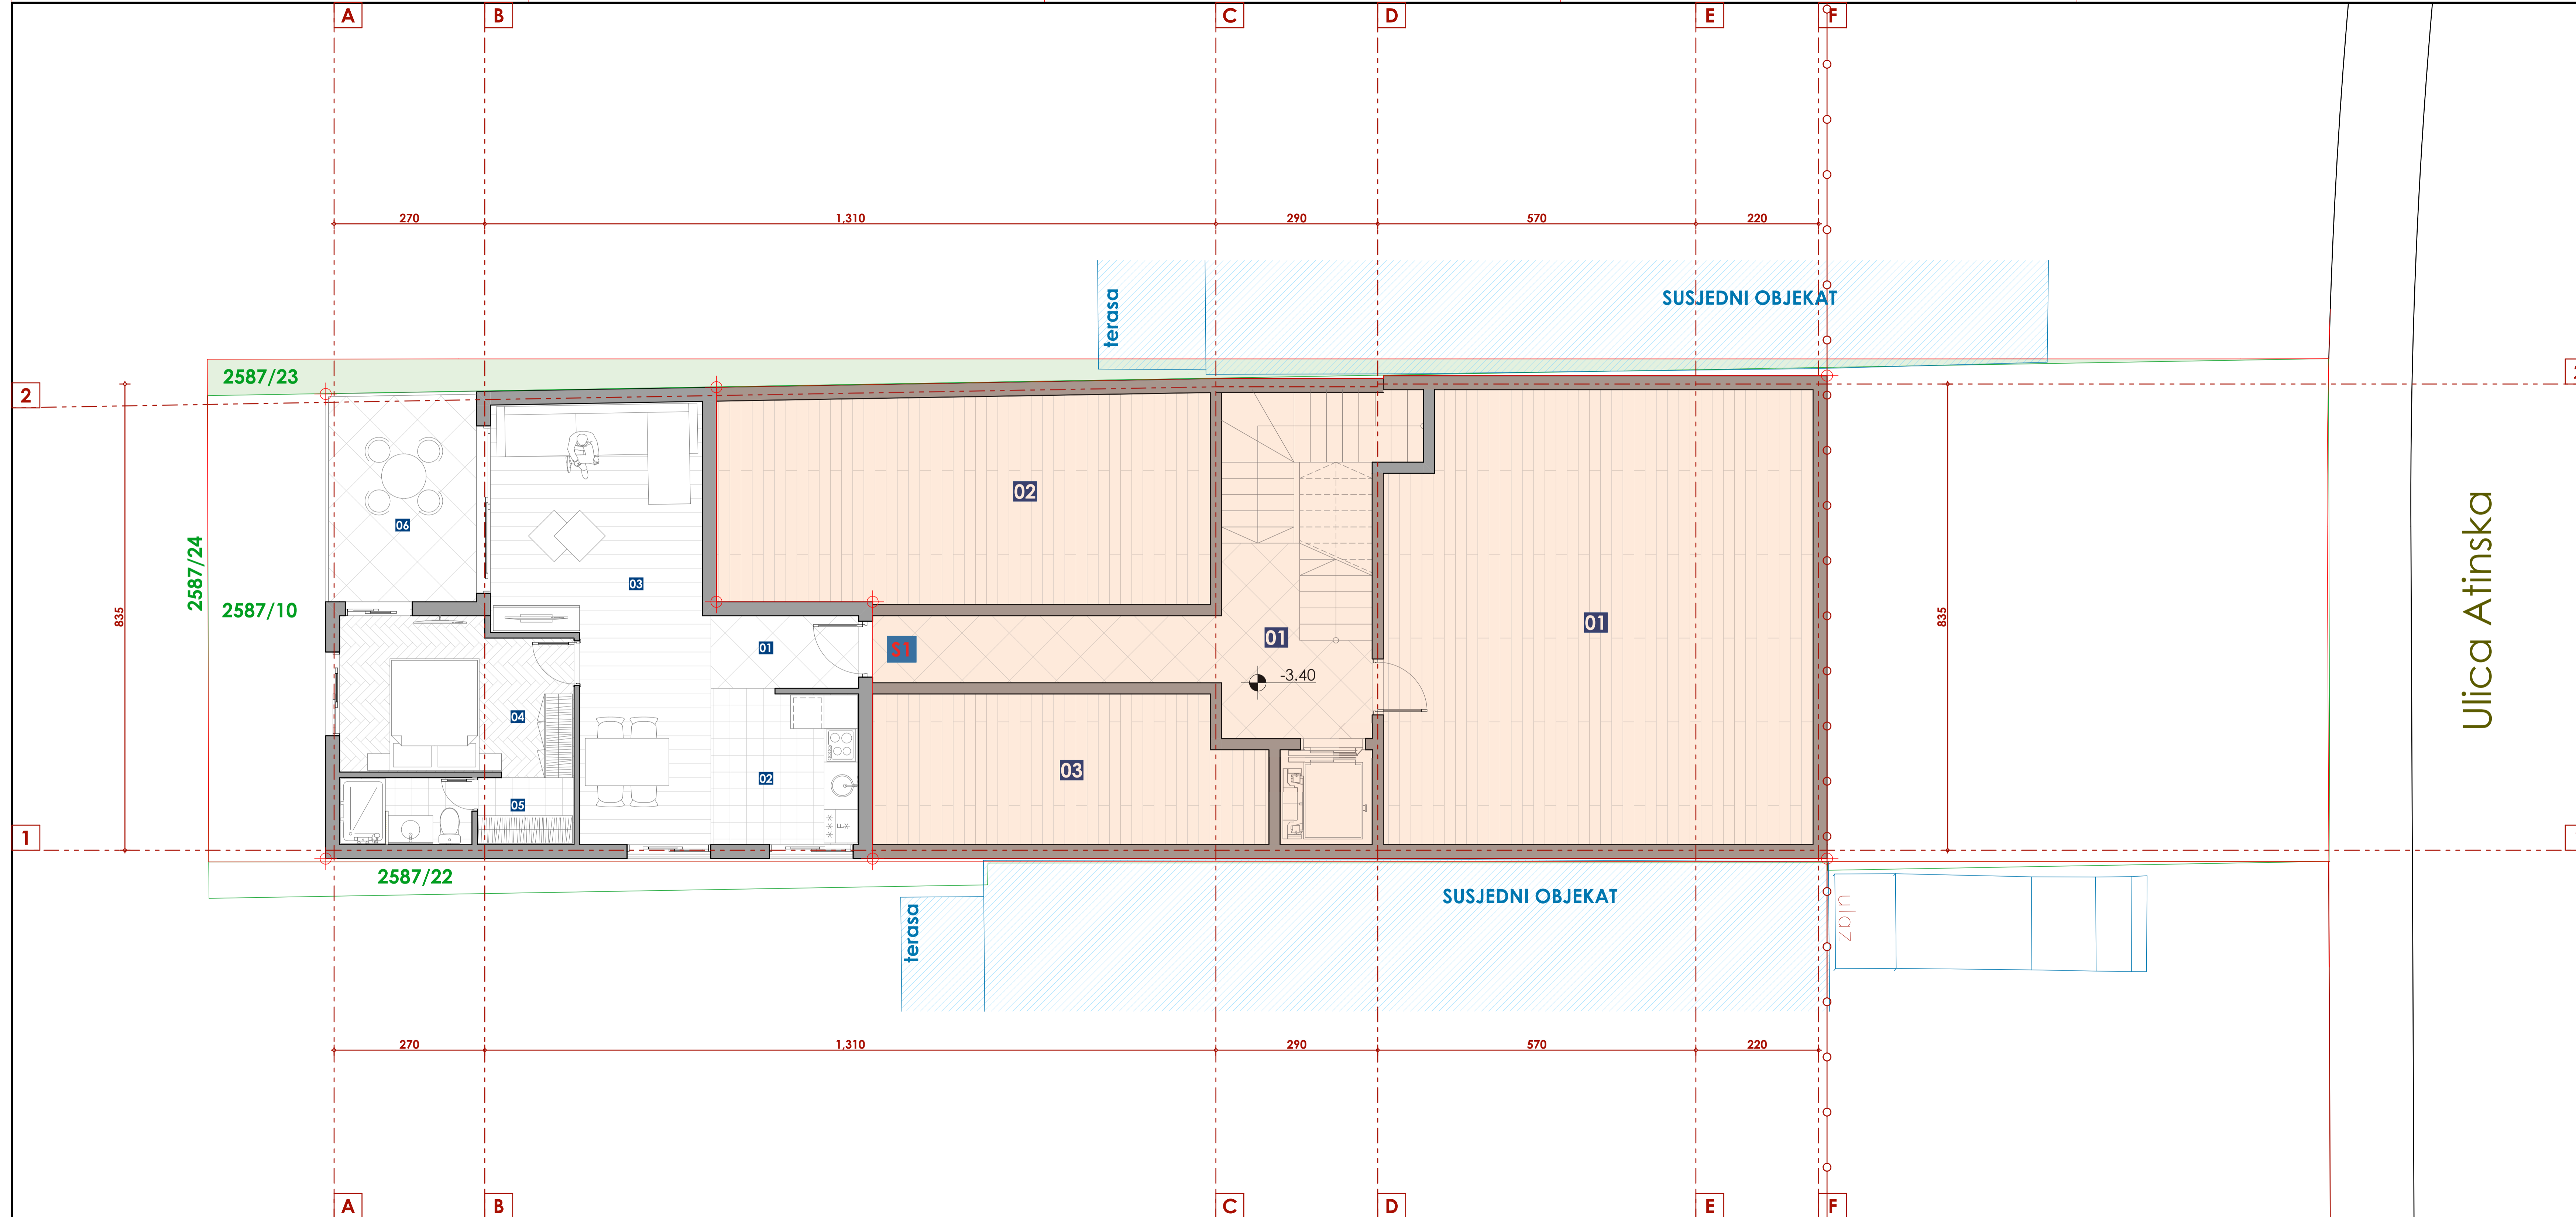 A B C D E F
270 1,310 290 570 220
terasa
SUSJEDNI OBJEKAT
2587/23
2
02
06
03
2587/24
2587/10
835
01
S1
01
-3.40
01
835
Ulica Atinska
04
02
05
03
F
***
*
1
2587/22
terasa
SUSJEDNI OBJEKAT
ulaz
270 1,310 290 570 220
A B C D E F